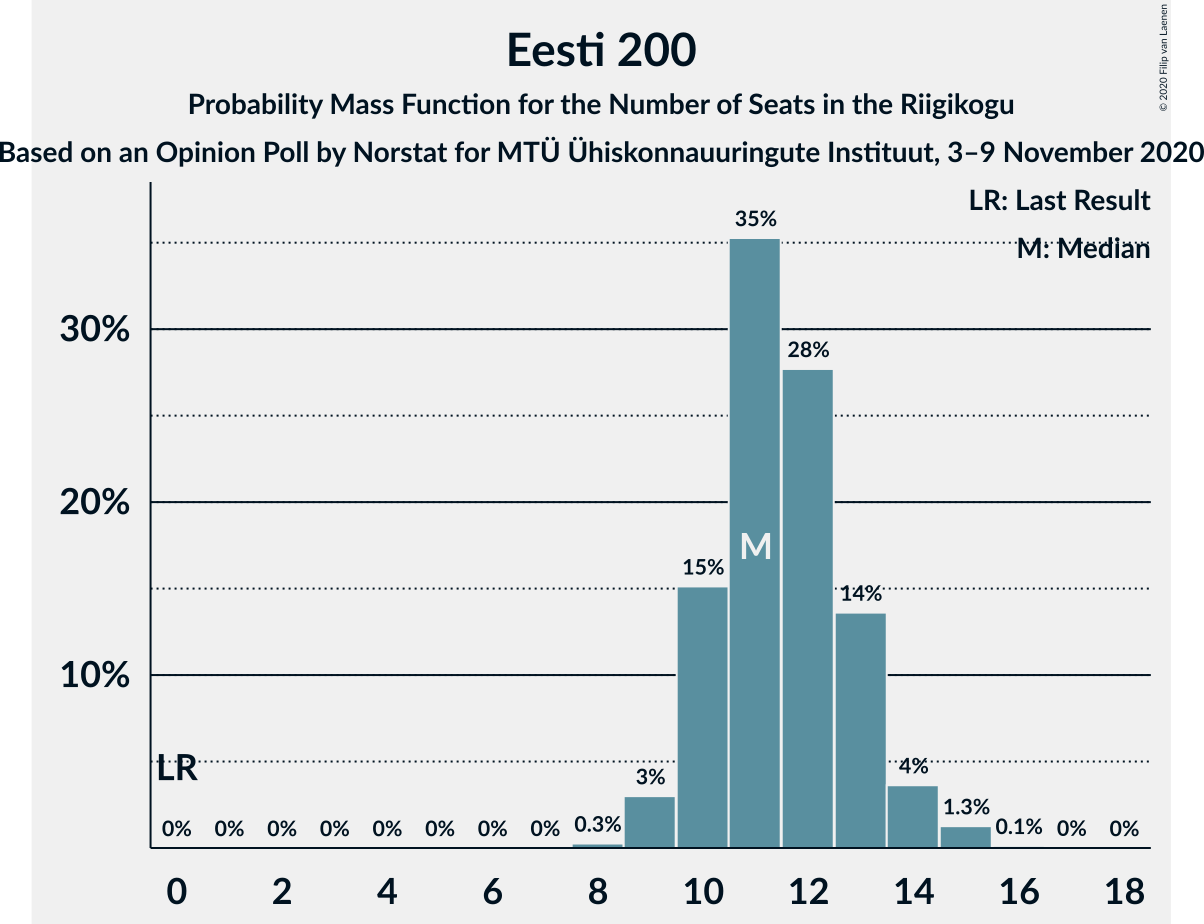 Eesti 200
Probability Mass Function for the Number of Seats in the Riigikogu
Based on an Opinion Poll by Norstat for MTÜ Ühiskonnauuringute Instituut, 3–9 November 2020
© 2020 Filip van Laenen
LR: Last Result
M: Median
35%
30%
28%
20%
M
15%
14%
10%
LR
4%
3%
1.3%
0% 0% 0% 0% 0% 0% 0% 0% 0.3% 0.1% 0% 0%
0 2 4 6 8 10 12 14 16 18